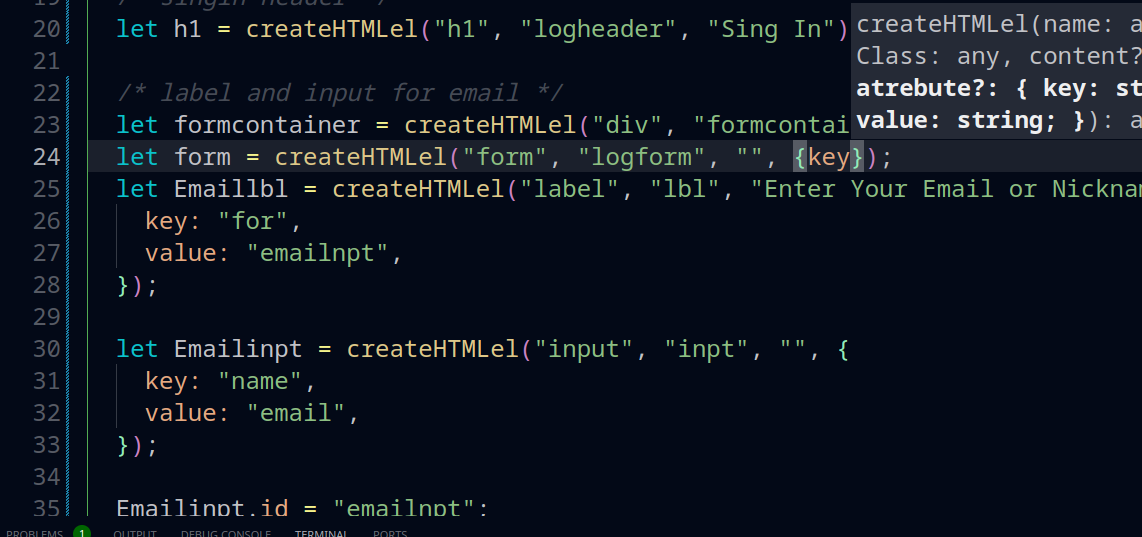 19 /* singin header */
20 let h1 = createHTMLel("h1", "logheader", "Sing In")
createHTMLel(name: a
Class: any, content?
atrebute?: { key: st
value: string; }): a
21
22 /* label and input for email */
23 let formcontainer = createHTMLel("div", "formcontai
24 let form = createHTMLel("form", "logform", "", {key});
25 let Emaillbl = createHTMLel("label", "lbl", "Enter Your Email or Nickna
26 key: "for",
27 value: "emailnpt",
28 });
29
30 let Emailinpt = createHTMLel("input", "inpt", "", {
31 key: "name",
32 value: "email",
33 });
34
35 Emailinpt.id = "emailnpt";
PROBLEMS 1 OUTPUT DEBUG CONSOLE TERMINAL PORTS